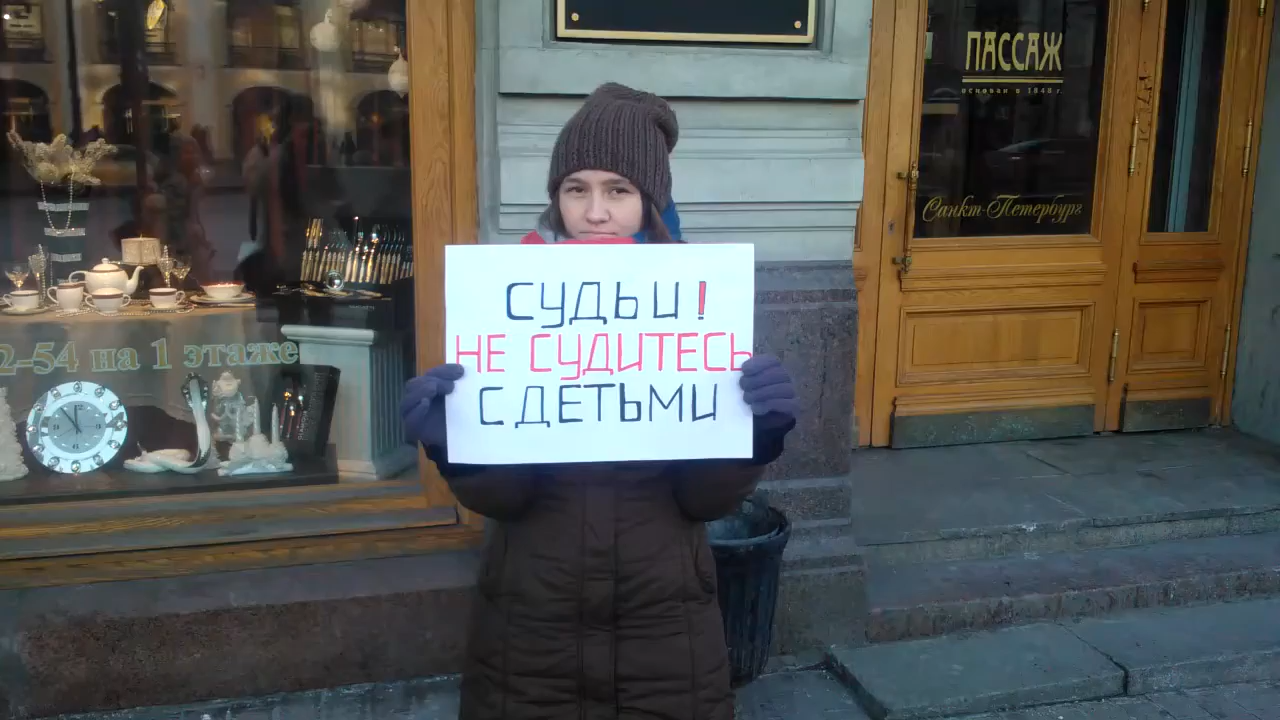 ПАССАЖ
основан в 1848 г.
Санкт-Петербург
СУДЬИ!
НЕ СУДИТЕСЬ
С ДЕТЬМИ
2-54 на 1 этаже